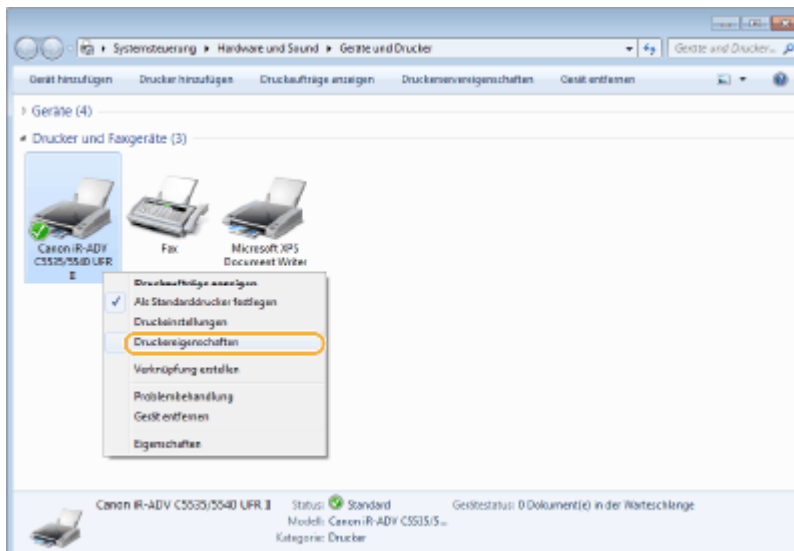 Systemsteuerung ▸ Hardware und Sound ▸ Geräte und Drucker
Geräte und Drucker...
Gerät hinzufügen Drucker hinzufügen Druckaufträge anzeigen Druckerservereigenschaften Gerät entfernen
Geräte (4)
Drucker und Faxgeräte (3)
Canon iR-ADV
C5535/5540 UFR
II
Fax
Microsoft XPS
Document Writer
Druckaufträge anzeigen
Als Standarddrucker festlegen
Druckeinstellungen
Druckereigenschaften
Verknüpfung erstellen
Problembehandlung
Gerät entfernen
Eigenschaften
Canon iR-ADV C5535/5540 UFR II Status: Standard Gerätestatus: 0 Dokument(e) in der Warteschlange
Modell: Canon iR-ADV C5535/5...
Kategorie: Drucker